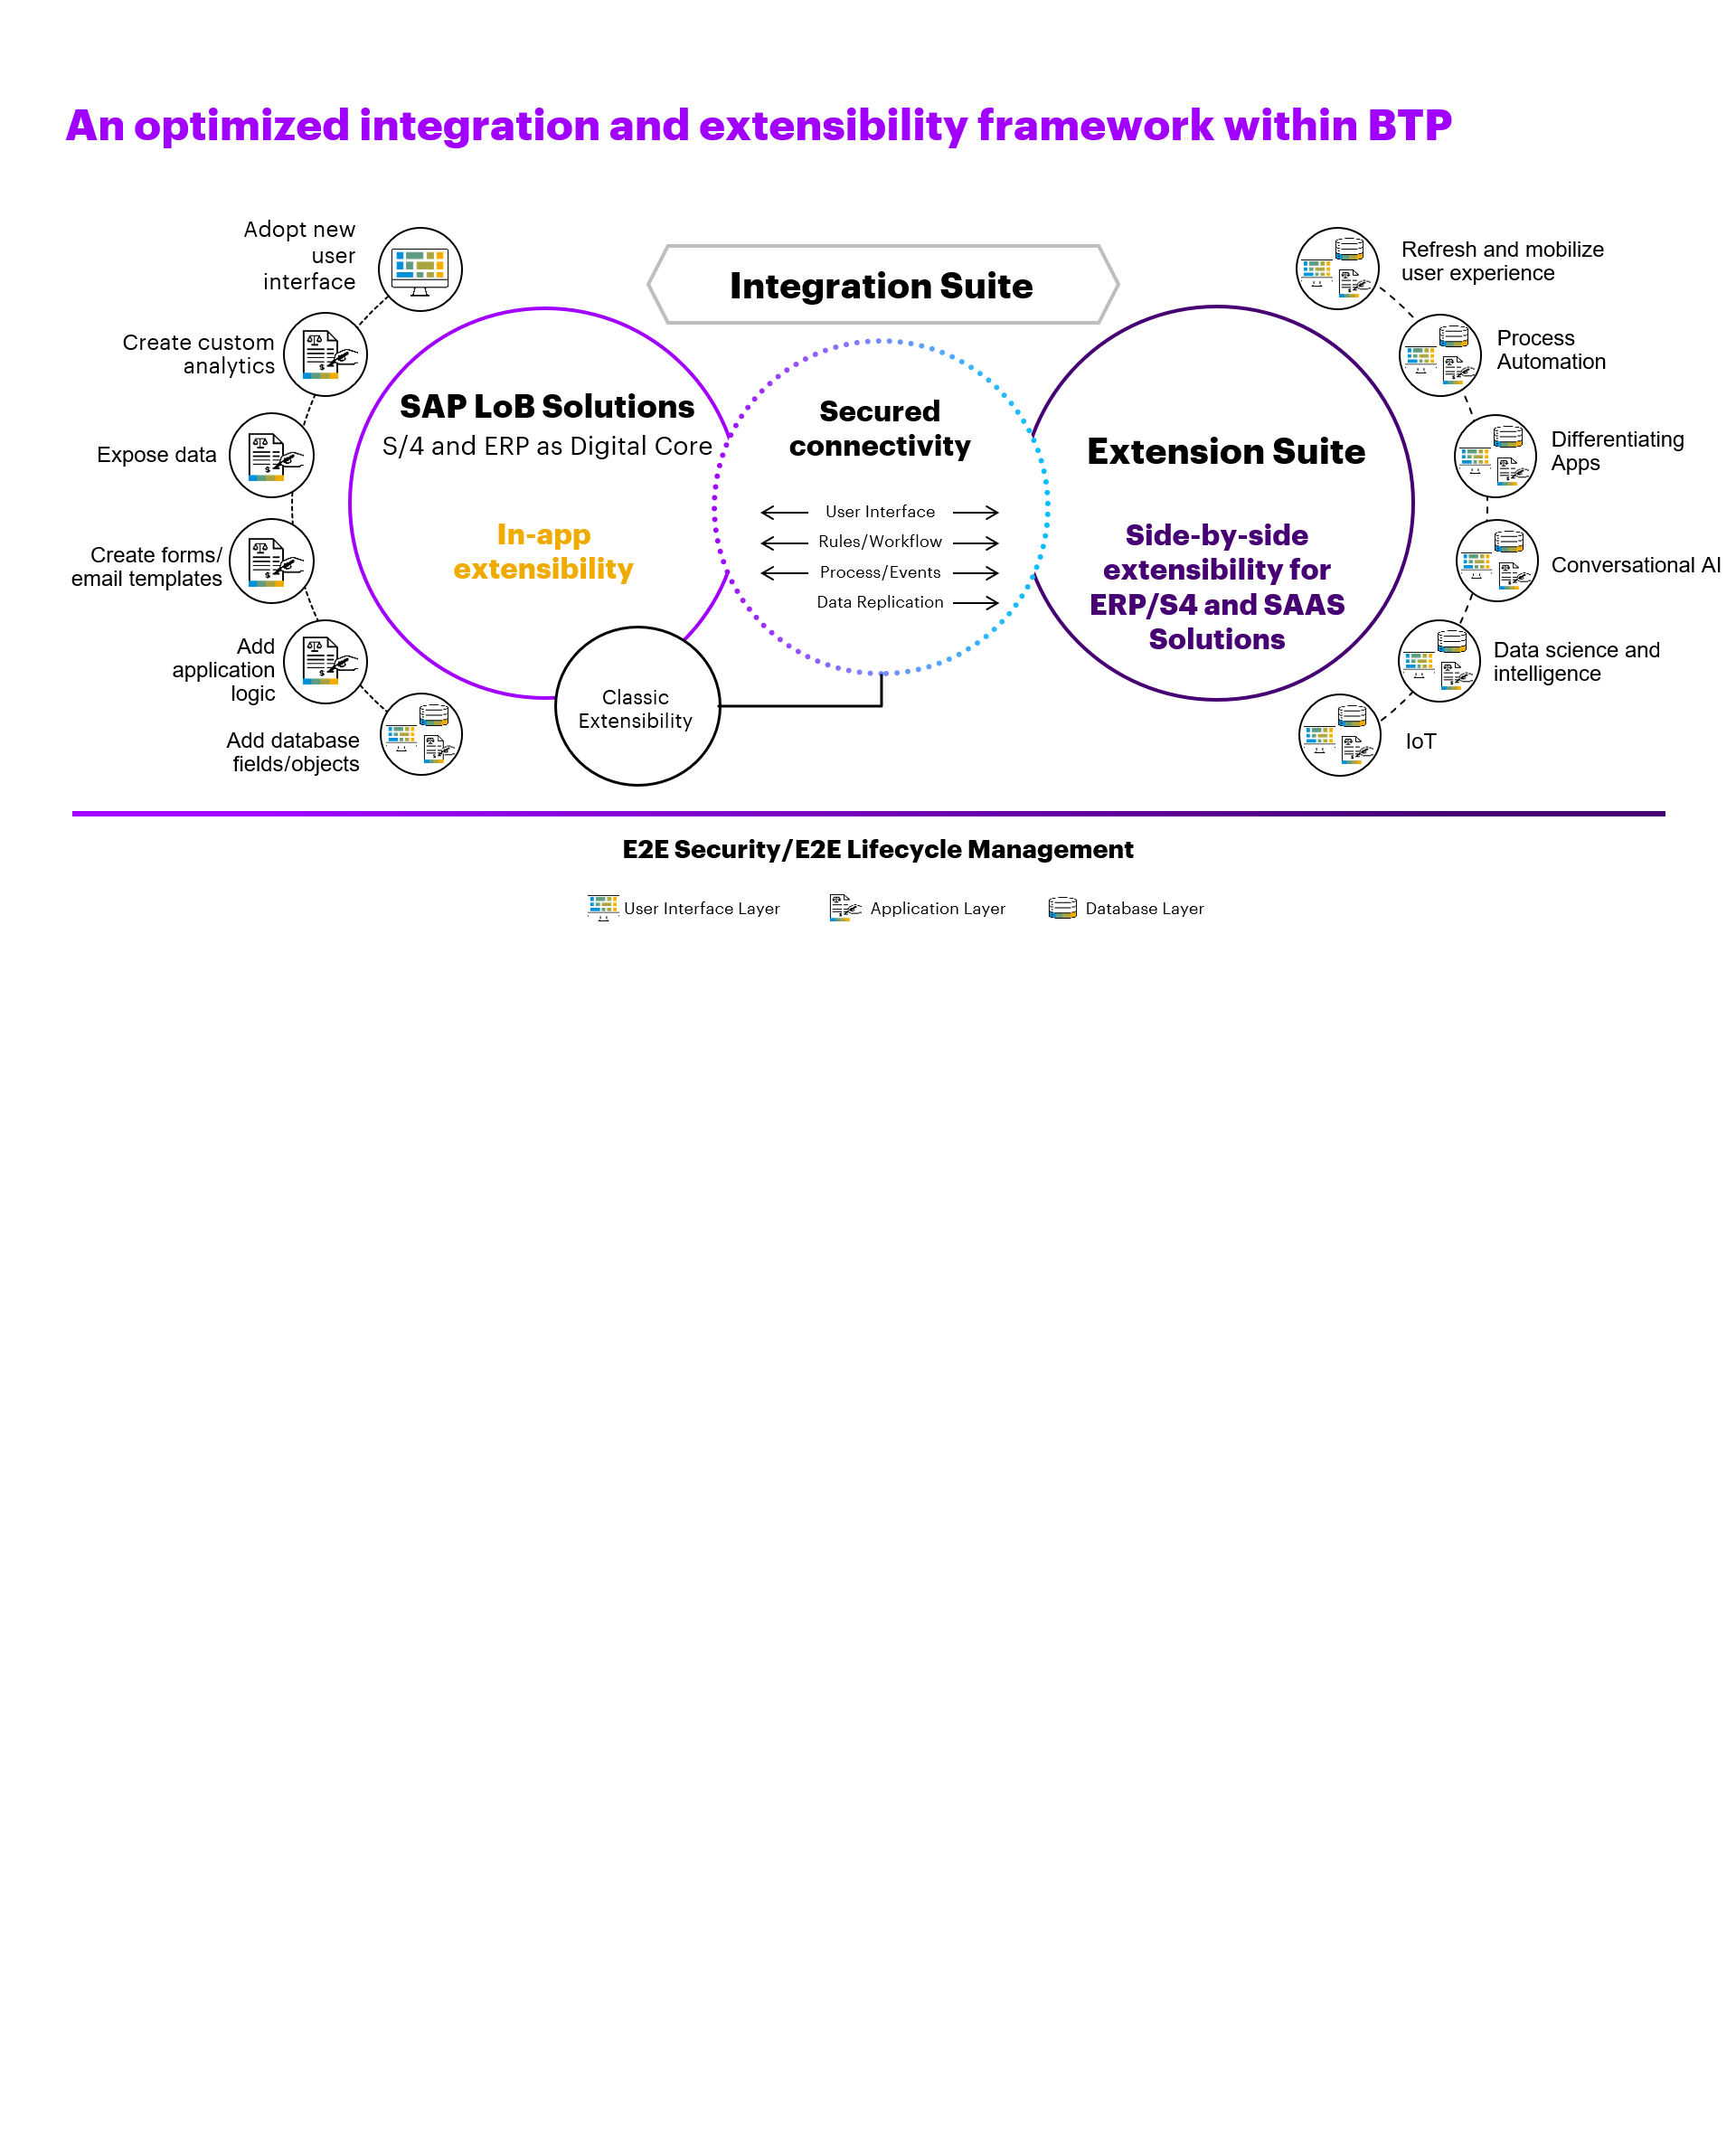 An optimized integration and extensibility framework within BTP
Adopt new
user
interface
Create custom
analytics
Expose data
Create forms/
email templates
Add
application
logic
Add database
fields/objects
Integration Suite
SAP LoB Solutions
S/4 and ERP as Digital Core
In-app
extensibility
Classic
Extensibility
Secured
connectivity
User Interface
Rules/Workflow
Process/Events
Data Replication
Extension Suite
Side-by-side
extensibility for
ERP/S4 and SAAS
Solutions
Refresh and mobilize
user experience
Process
Automation
Differentiating
Apps
Conversational AI
Data science and
intelligence
IoT
E2E Security/E2E Lifecycle Management
User Interface Layer
Application Layer
Database Layer